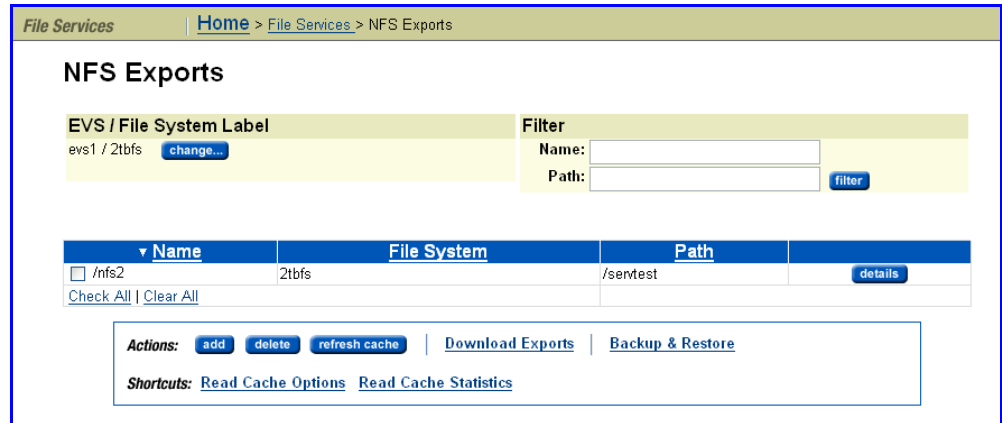 File Services Home > File Services > NFS Exports
NFS Exports
EVS / File System Label
evs1 / 2tbfs change...
Filter
Name:
Path: filter
▼ Name File System Path
/nfs2 2tbfs /servtest details
Check All | Clear All
Actions: add delete refresh cache | Download Exports | Backup & Restore
Shortcuts: Read Cache Options Read Cache Statistics